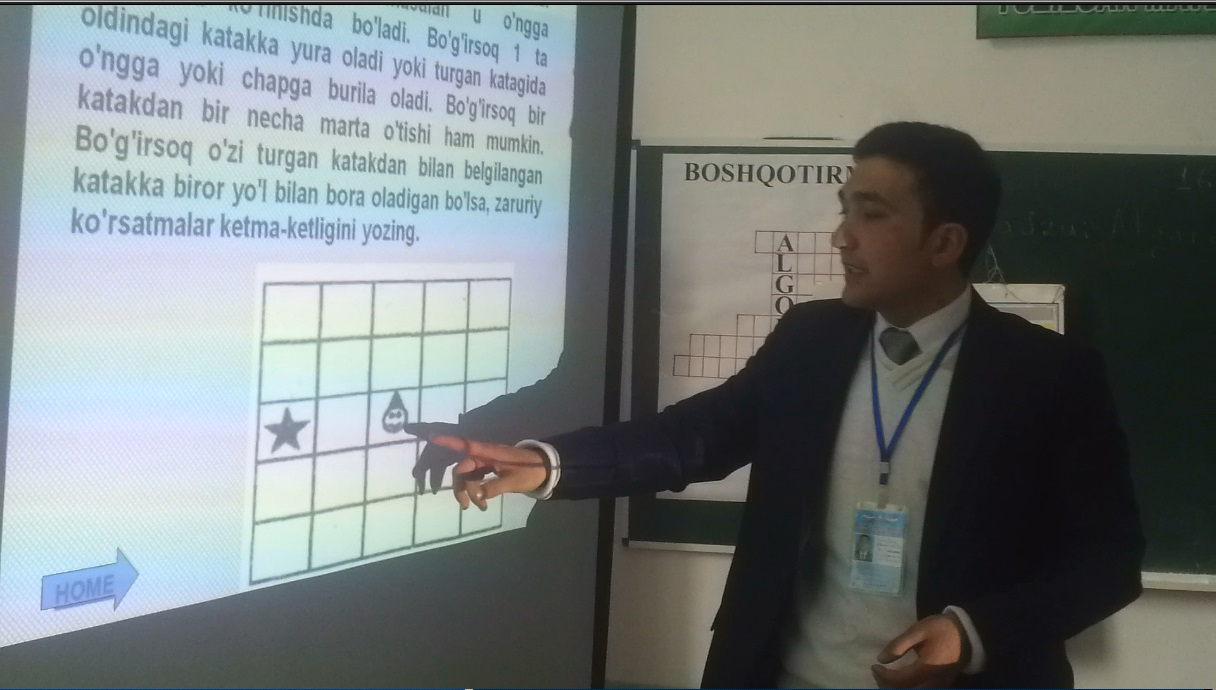 u o'ngga
bo'ladi. Bo'g'irsoq 1 ta
oldindagi katakka yura oladi yoki turgan katagida
o'ngga yoki chapga burila oladi. Bo'g'irsoq bir
katakdan bir necha marta o'tishi ham mumkin.
Bo'g'irsoq o'zi turgan katakdan bilan belgilangan
katakka biror yo'l bilan bora oladigan bo'lsa, zaruriy
ko'rsatmalar ketma-ketligini yozing.
HOME
BOSHQOTIR
A
L
G
O